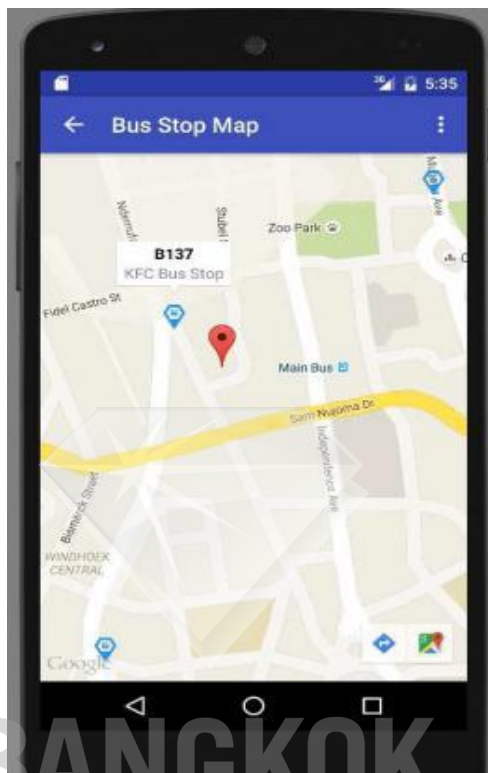 3G 5:35
Bus Stop Map
Zoo Park
B137
KFC Bus Stop
Fidel Castro St
Main Bus
Sam Nujoma Dr
Independence Ave
Bismarck Street
WINDHOEK
CENTRAL
Google
BANGKOK